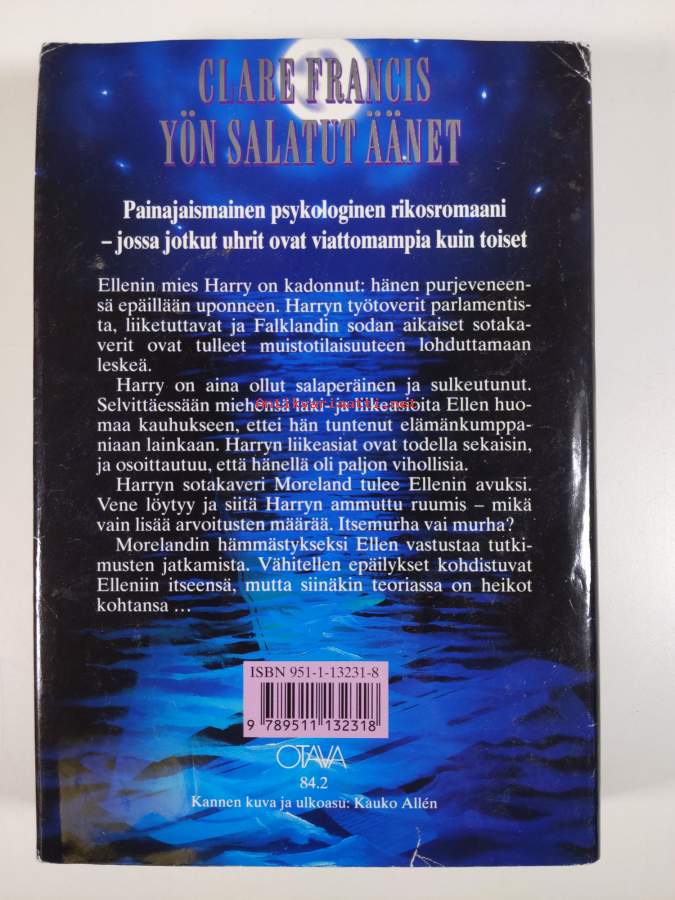 CLARE FRANCIS
YÖN SALATUT ÄÄNET
Painajaismainen psykologinen rikosromaani
– jossa jotkut uhrit ovat viattomampia kuin toiset
Ellenin mies Harry on kadonnut: hänen purjeveneen-
sä epäillään uponneen. Harryn työtoverit parlamentis-
ta, liiketuttavat ja Falklandin sodan aikaiset sotaka-
verit ovat tulleet muistotilaisuuteen lohduttamaan
leskeä.
Harry on aina ollut salaperäinen ja sulkeutunut.
Selvittäessään miehensä laki- ja liikeasioita Ellen huo-
maa kauhukseen, ettei hän tuntenut elämänkumppa-
niaan lainkaan. Harryn liikeasiat ovat todella sekaisin,
ja osoittautuu, että hänellä oli paljon vihollisia.
Harryn sotakaveri Moreland tulee Ellenin avuksi.
Vene löytyy ja siitä Harryn ammuttu ruumis – mikä
vain lisää arvoitusten määrää. Itsemurha vai murha?
Morelandin hämmästykseksi Ellen vastustaa tutki-
musten jatkamista. Vähitellen epäilykset kohdistuvat
Elleniin itseensä, mutta siinäkin teoriassa on heikot
kohtansa ...
ISBN 951-1-13231-8
9 789511 132318
OTAVA
84.2
Kannen kuva ja ulkoasu: Kauko Allén